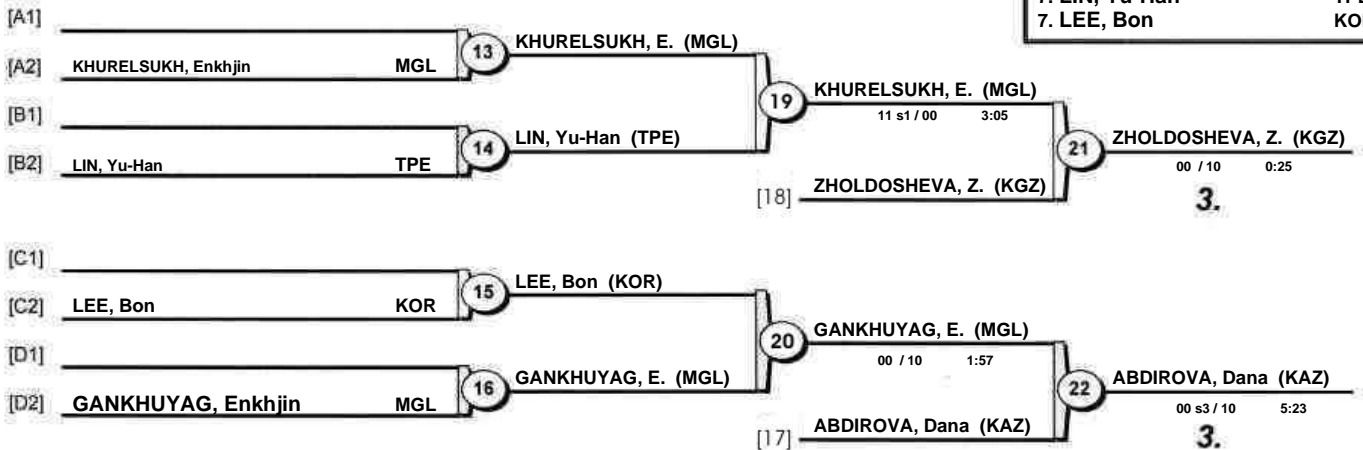 7. LEE, Bon KO
[A1]
[A2] KHURELSUKH, Enkhjin MGL
13
KHURELSUKH, E. (MGL)
[B1]
[B2] LIN, Yu-Han TPE
14
LIN, Yu-Han (TPE)
19
KHURELSUKH, E. (MGL)
11 s1 / 00 3:05
[18] ZHOLDOSHEVA, Z. (KGZ)
21
ZHOLDOSHEVA, Z. (KGZ)
00 / 10 0:25
3.
[C1]
[C2] LEE, Bon KOR
15
LEE, Bon (KOR)
[D1]
[D2] GANKHUYAG, Enkhjin MGL
16
GANKHUYAG, E. (MGL)
20
GANKHUYAG, E. (MGL)
00 / 10 1:57
[17] ABDIROVA, Dana (KAZ)
22
ABDIROVA, Dana (KAZ)
00 s3 / 10 5:23
3.